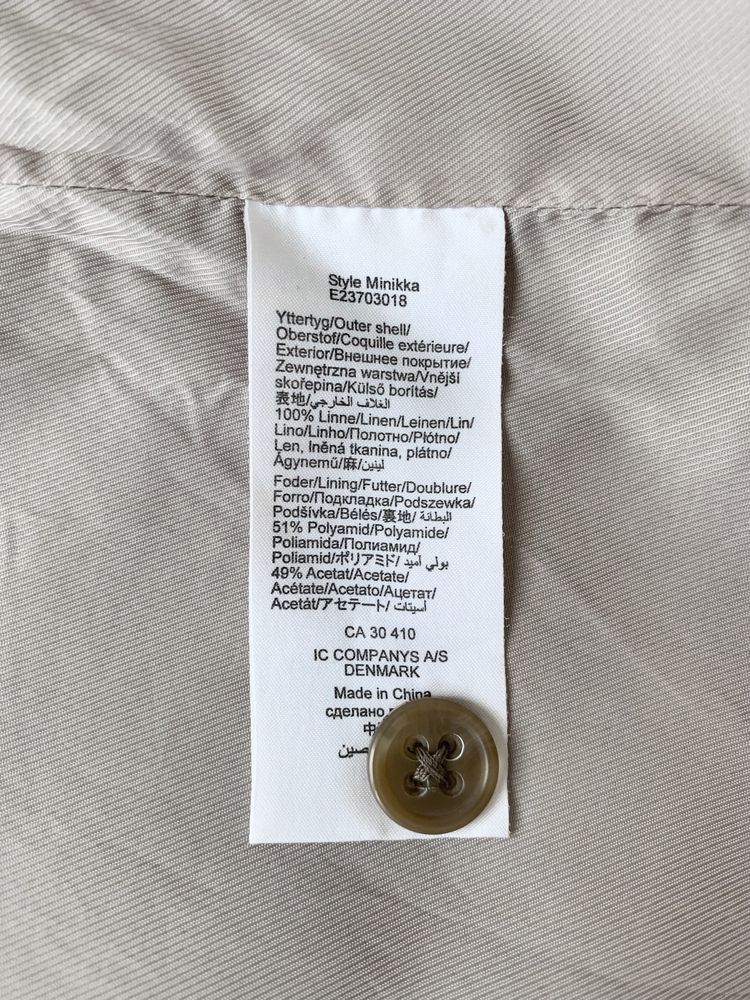 Style Minikka
E23703018
Yttertyg/Outer shell/
Oberstof/Coquille extérieure/
Exterior/Внешнее покрытие/
Zewnętrzna warstwa/Vnější
skořepina/Külső borítás/
表地/الغلاف الخارجي/
100% Linne/Linen/Leinen/Lin/
Lino/Linho/Полотно/Płótno/
Len, lněná tkanina, plátno/
Ágynemű/麻/لينين/
Foder/Lining/Futter/Doublure/
Forro/Подкладка/Podszewka/
Podšívka/Bélés/裏地/ البطانة/
51% Polyamid/Polyamide/
Poliamida/Полиамид/
Poliamid/ポリアミド/ بولي أميد/
49% Acetat/Acetate/
Acétate/Acetato/Ацетат/
Acetát/アセテート/ أسيتات/
CA 30 410
IC COMPANYS A/S
DENMARK
Made in China
сделано